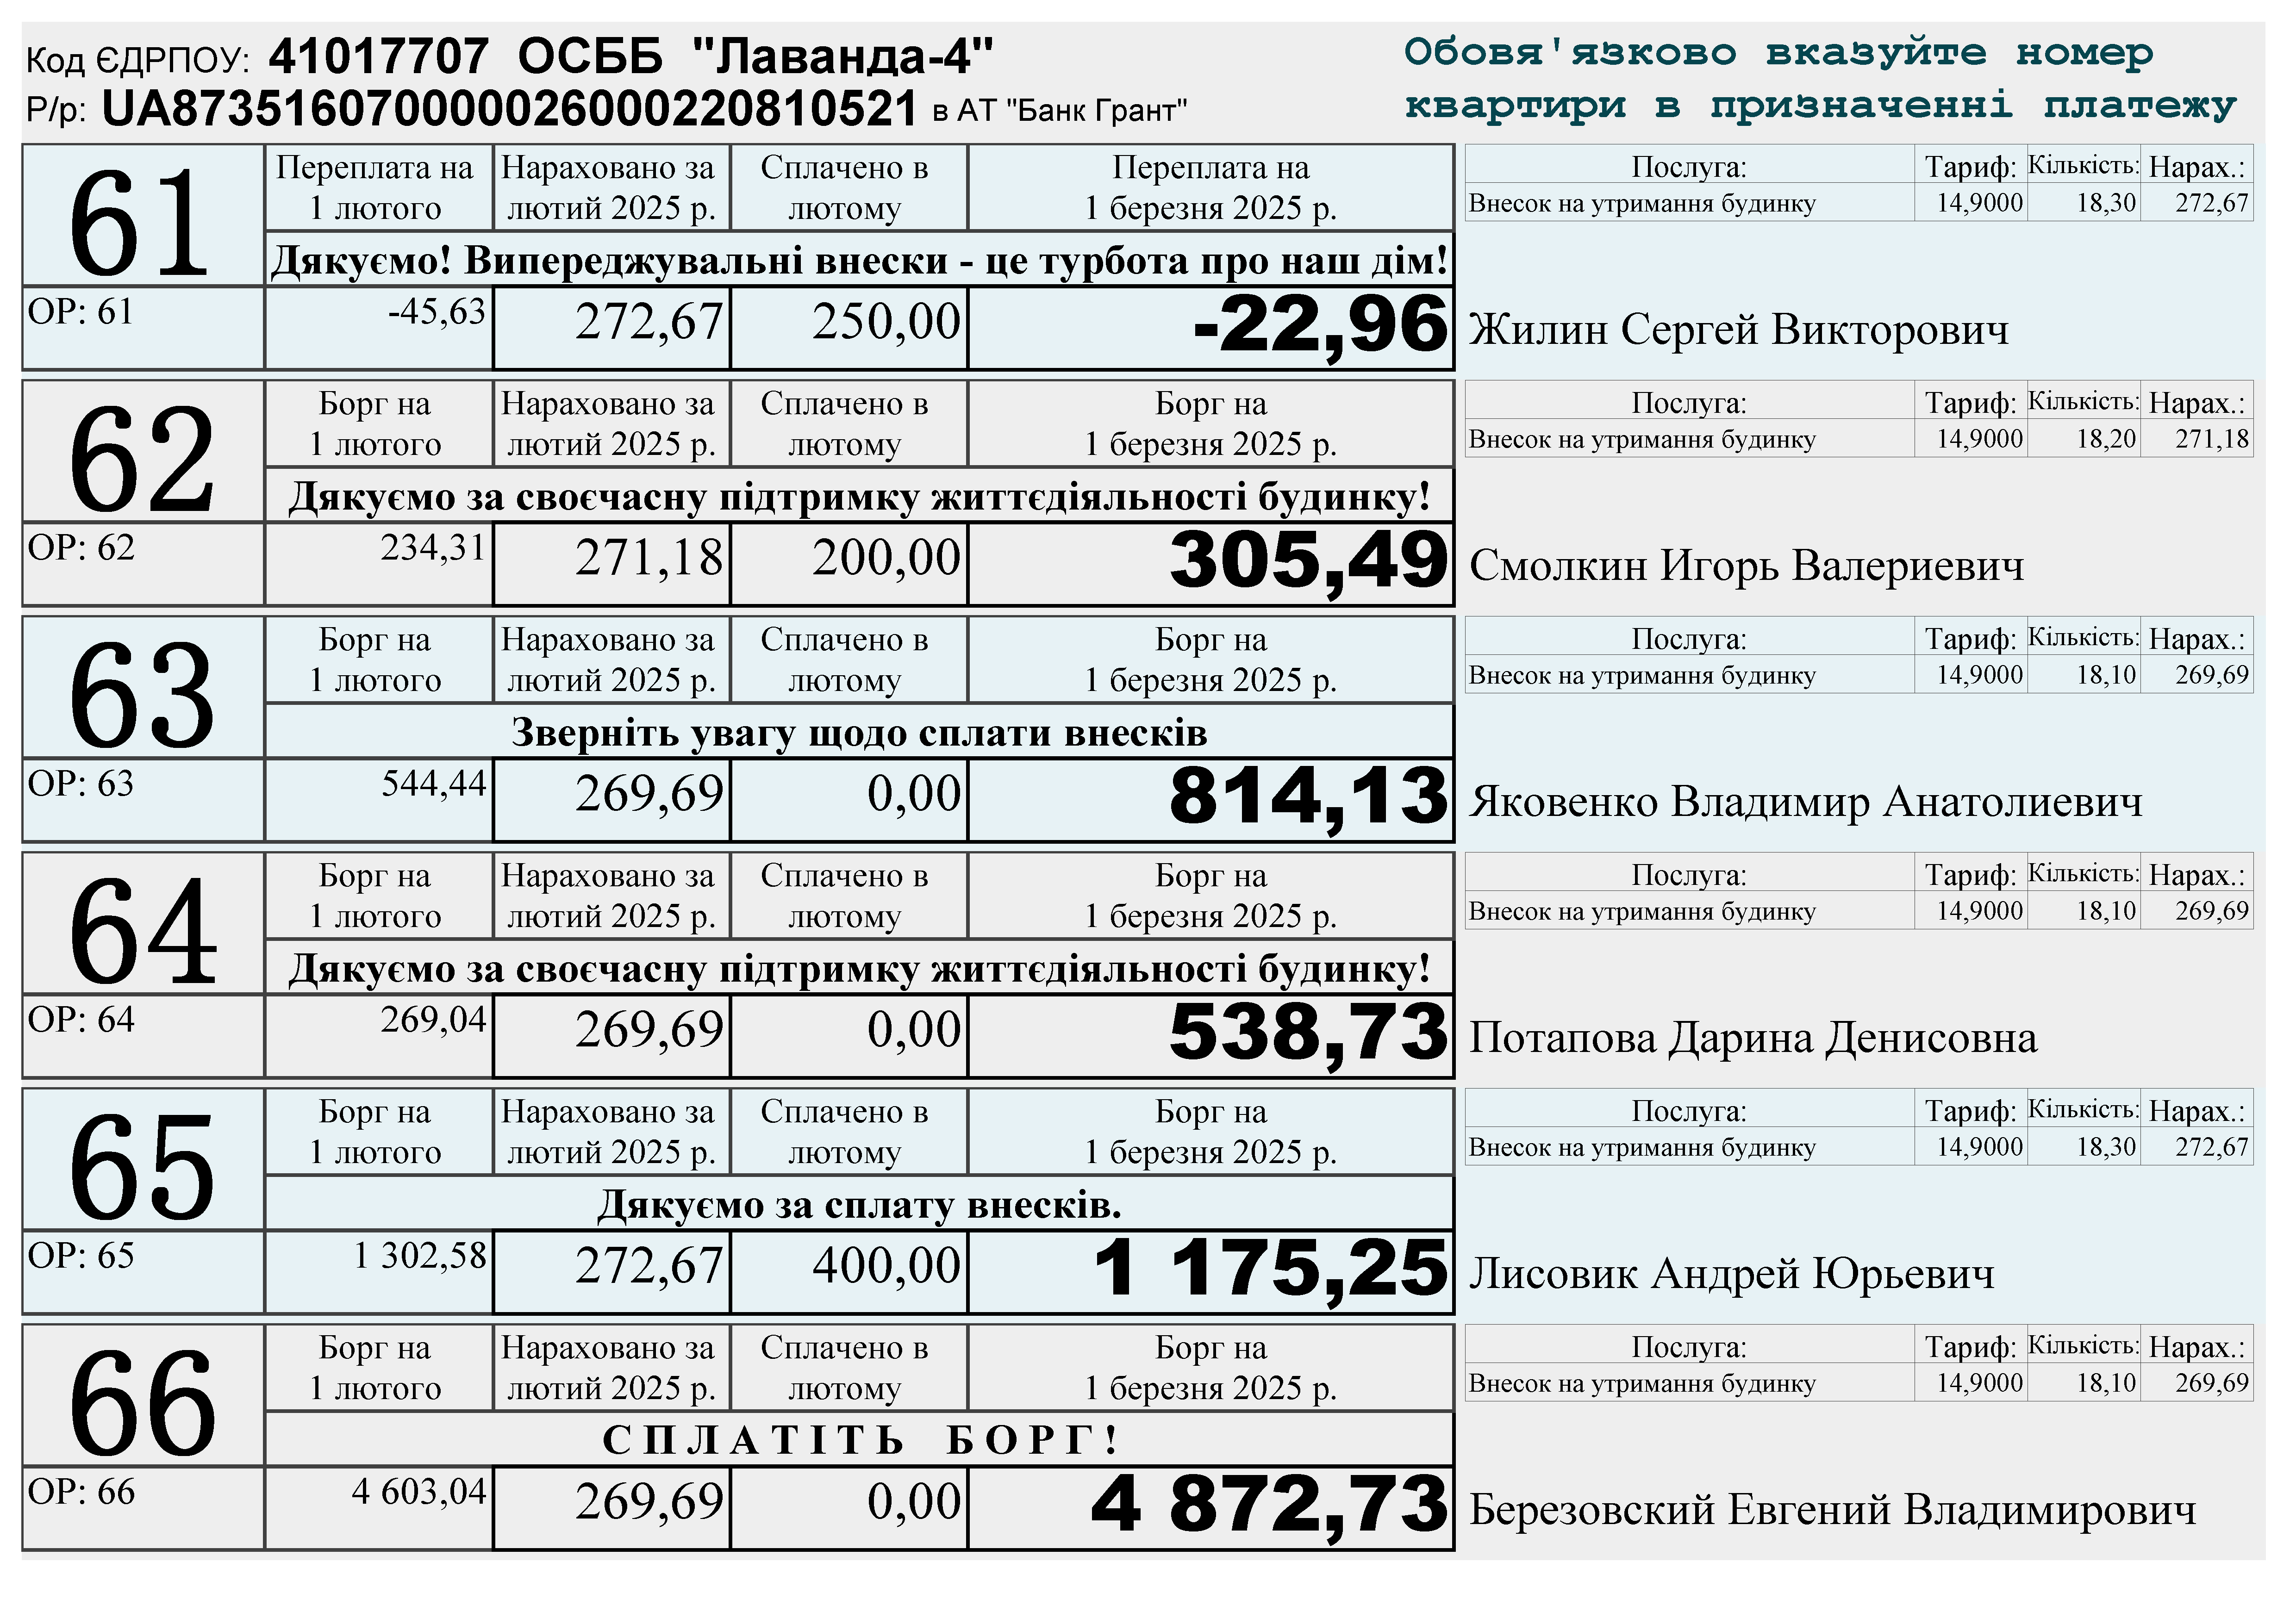 Код ЄДРПОУ: 41017707 ОСББ "Лаванда-4"
Р/р: UA873516070000026000220810521 в АТ "Банк Грант"
Обовя'язково вказуйте номер
квартири в призначенні платежу
61
Переплата на 1 лютого
Нараховано за лютий 2025 р.
Сплачено в лютому
Переплата на 1 березня 2025 р.
Послуга: Тариф: Кількість: Нарах.:
Внесок на утримання будинку 14,9000 18,30 272,67
Дякуємо! Випереджувальні внески - це турбота про наш дім!
ОР: 61 -45,63 272,67 250,00 -22,96 Жилин Сергей Викторович
62
Борг на 1 лютого
Нараховано за лютий 2025 р.
Сплачено в лютому
Борг на 1 березня 2025 р.
Послуга: Тариф: Кількість: Нарах.:
Внесок на утримання будинку 14,9000 18,20 271,18
Дякуємо за своєчасну підтримку життєдіяльності будинку!
ОР: 62 234,31 271,18 200,00 305,49 Смолкин Игорь Валериевич
63
Борг на 1 лютого
Нараховано за лютий 2025 р.
Сплачено в лютому
Борг на 1 березня 2025 р.
Послуга: Тариф: Кількість: Нарах.:
Внесок на утримання будинку 14,9000 18,10 269,69
Зверніть увагу щодо сплати внесків
ОР: 63 544,44 269,69 0,00 814,13 Яковенко Владимир Анатолиевич
64
Борг на 1 лютого
Нараховано за лютий 2025 р.
Сплачено в лютому
Борг на 1 березня 2025 р.
Послуга: Тариф: Кількість: Нарах.:
Внесок на утримання будинку 14,9000 18,10 269,69
Дякуємо за своєчасну підтримку життєдіяльності будинку!
ОР: 64 269,04 269,69 0,00 538,73 Потапова Дарина Денисовна
65
Борг на 1 лютого
Нараховано за лютий 2025 р.
Сплачено в лютому
Борг на 1 березня 2025 р.
Послуга: Тариф: Кількість: Нарах.:
Внесок на утримання будинку 14,9000 18,30 272,67
Дякуємо за сплату внесків.
ОР: 65 1 302,58 272,67 400,00 1 175,25 Лисовик Андрей Юрьевич
66
Борг на 1 лютого
Нараховано за лютий 2025 р.
Сплачено в лютому
Борг на 1 березня 2025 р.
Послуга: Тариф: Кількість: Нарах.:
Внесок на утримання будинку 14,9000 18,10 269,69
С П Л А Т І Т Ь Б О Р Г !
ОР: 66 4 603,04 269,69 0,00 4 872,73 Березовский Евгений Владимирович